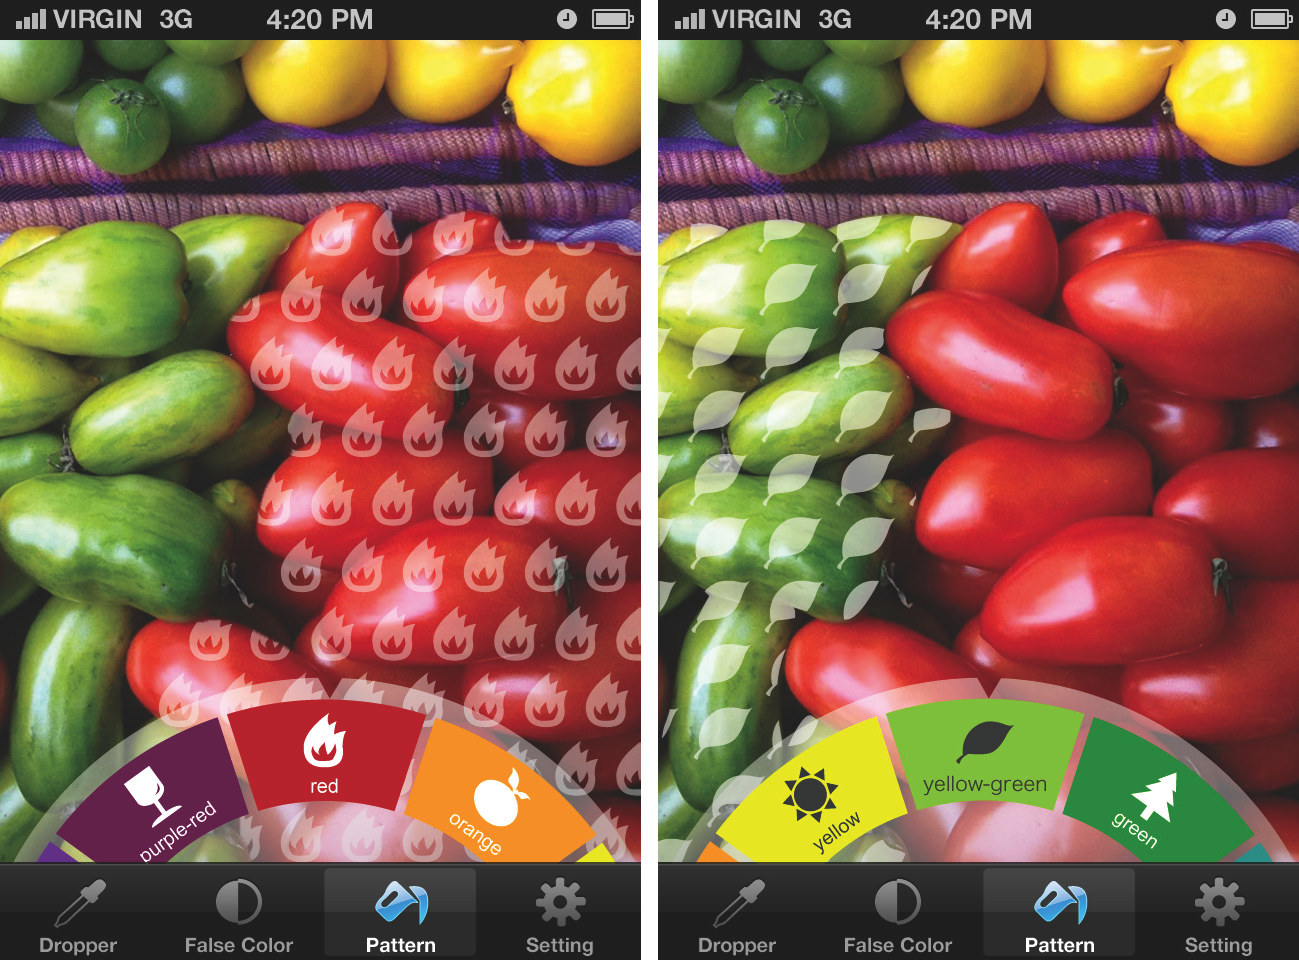 VIRGIN 3G 4:20 PM
purple-red
red
orange
Dropper False Color Pattern Setting
VIRGIN 3G 4:20 PM
yellow
yellow-green
green
Dropper False Color Pattern Setting